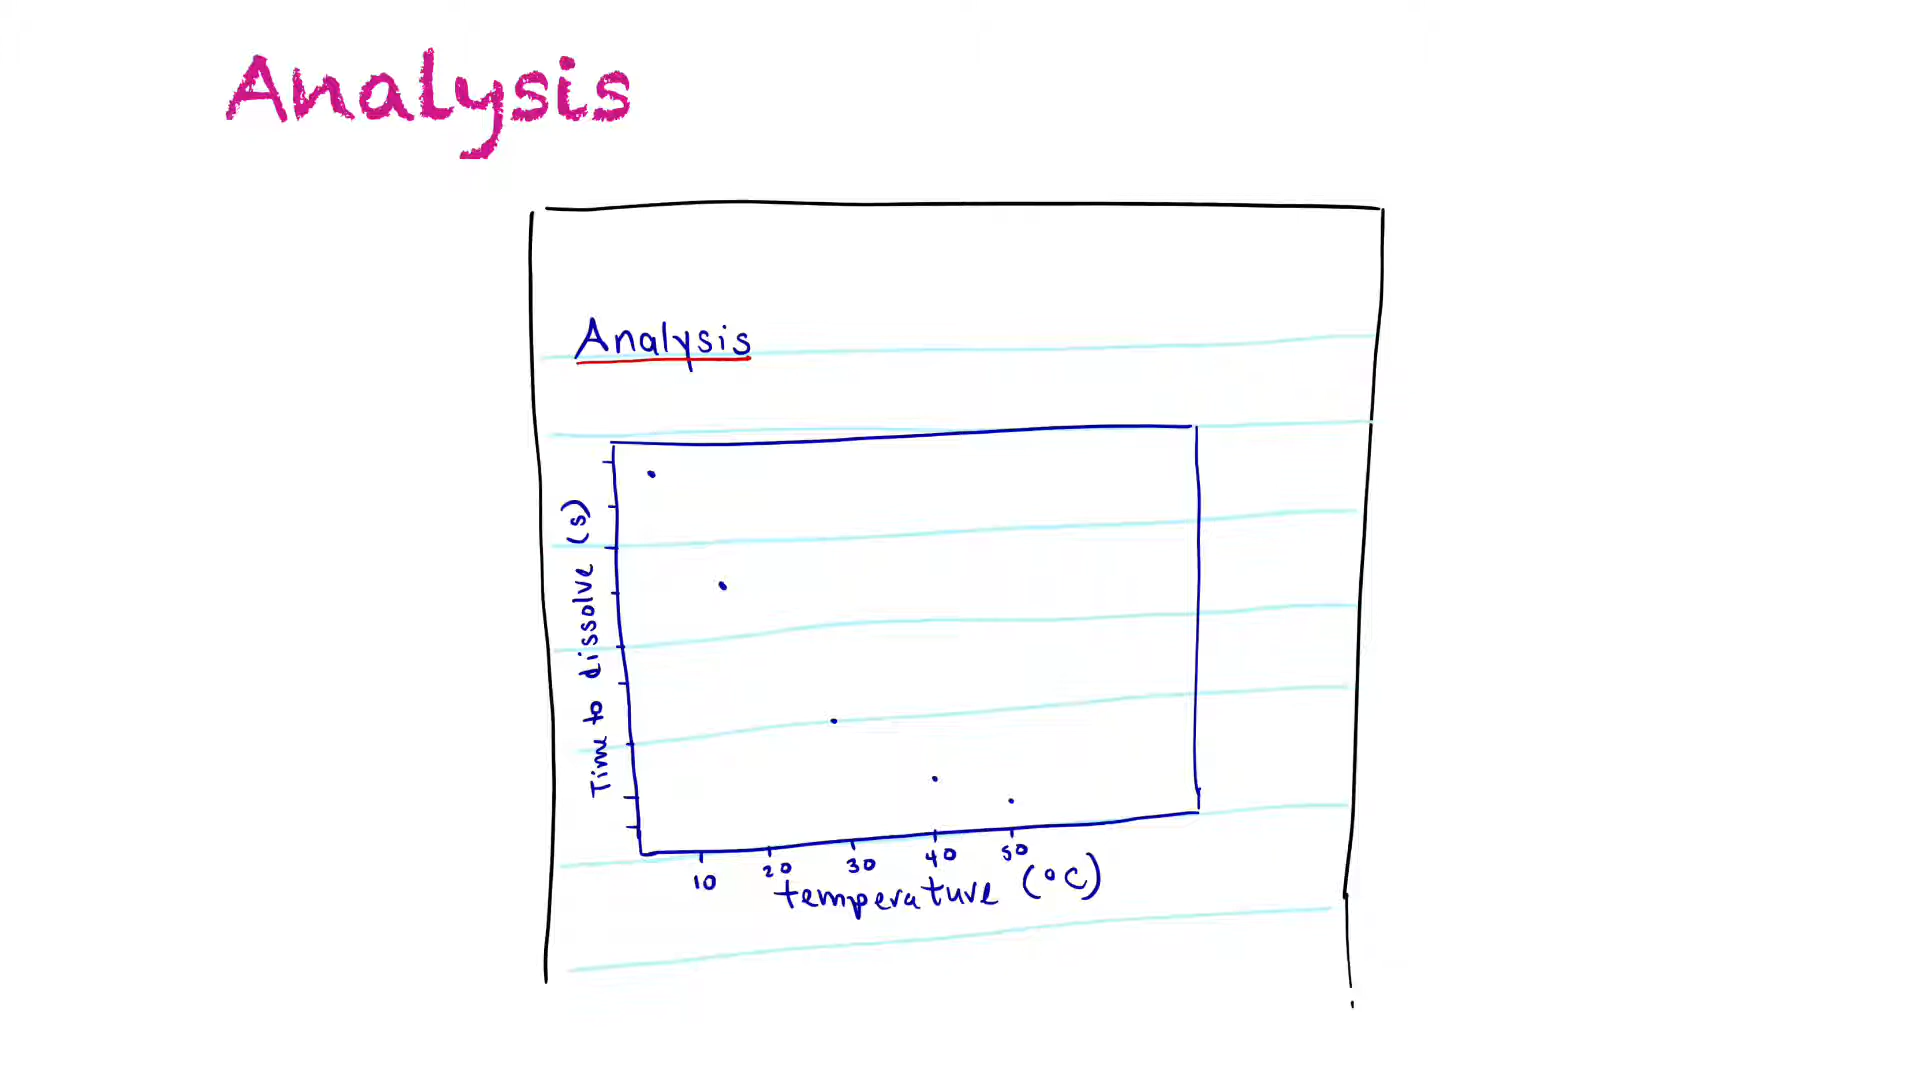 Analysis
Analysis
Time to dissolve (s)
10 20 30 40 50
temperature (°C)